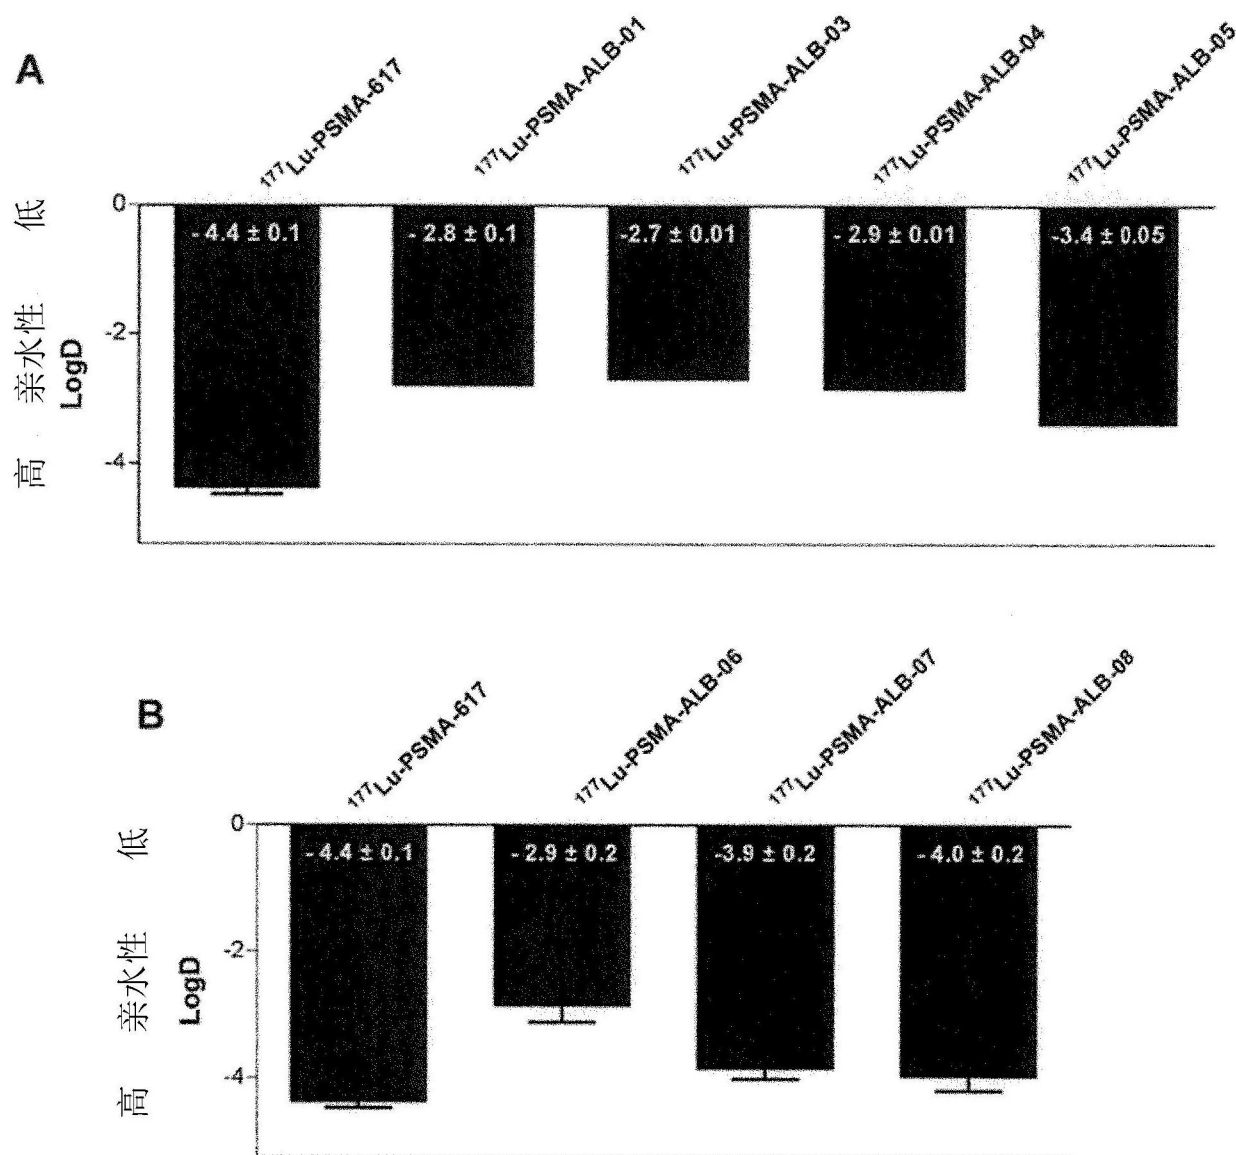 A
¹⁷⁷Lu-PSMA-617
¹⁷⁷Lu-PSMA-ALB-01
¹⁷⁷Lu-PSMA-ALB-03
¹⁷⁷Lu-PSMA-ALB-04
¹⁷⁷Lu-PSMA-ALB-05
高 亲水性 低
LogD
0
-2
-4
- 4.4 ± 0.1
- 2.8 ± 0.1
-2.7 ± 0.01
- 2.9 ± 0.01
-3.4 ± 0.05
B
¹⁷⁷Lu-PSMA-617
¹⁷⁷Lu-PSMA-ALB-06
¹⁷⁷Lu-PSMA-ALB-07
¹⁷⁷Lu-PSMA-ALB-08
高 亲水性 低
LogD
0
-2
-4
- 4.4 ± 0.1
- 2.9 ± 0.2
-3.9 ± 0.2
- 4.0 ± 0.2